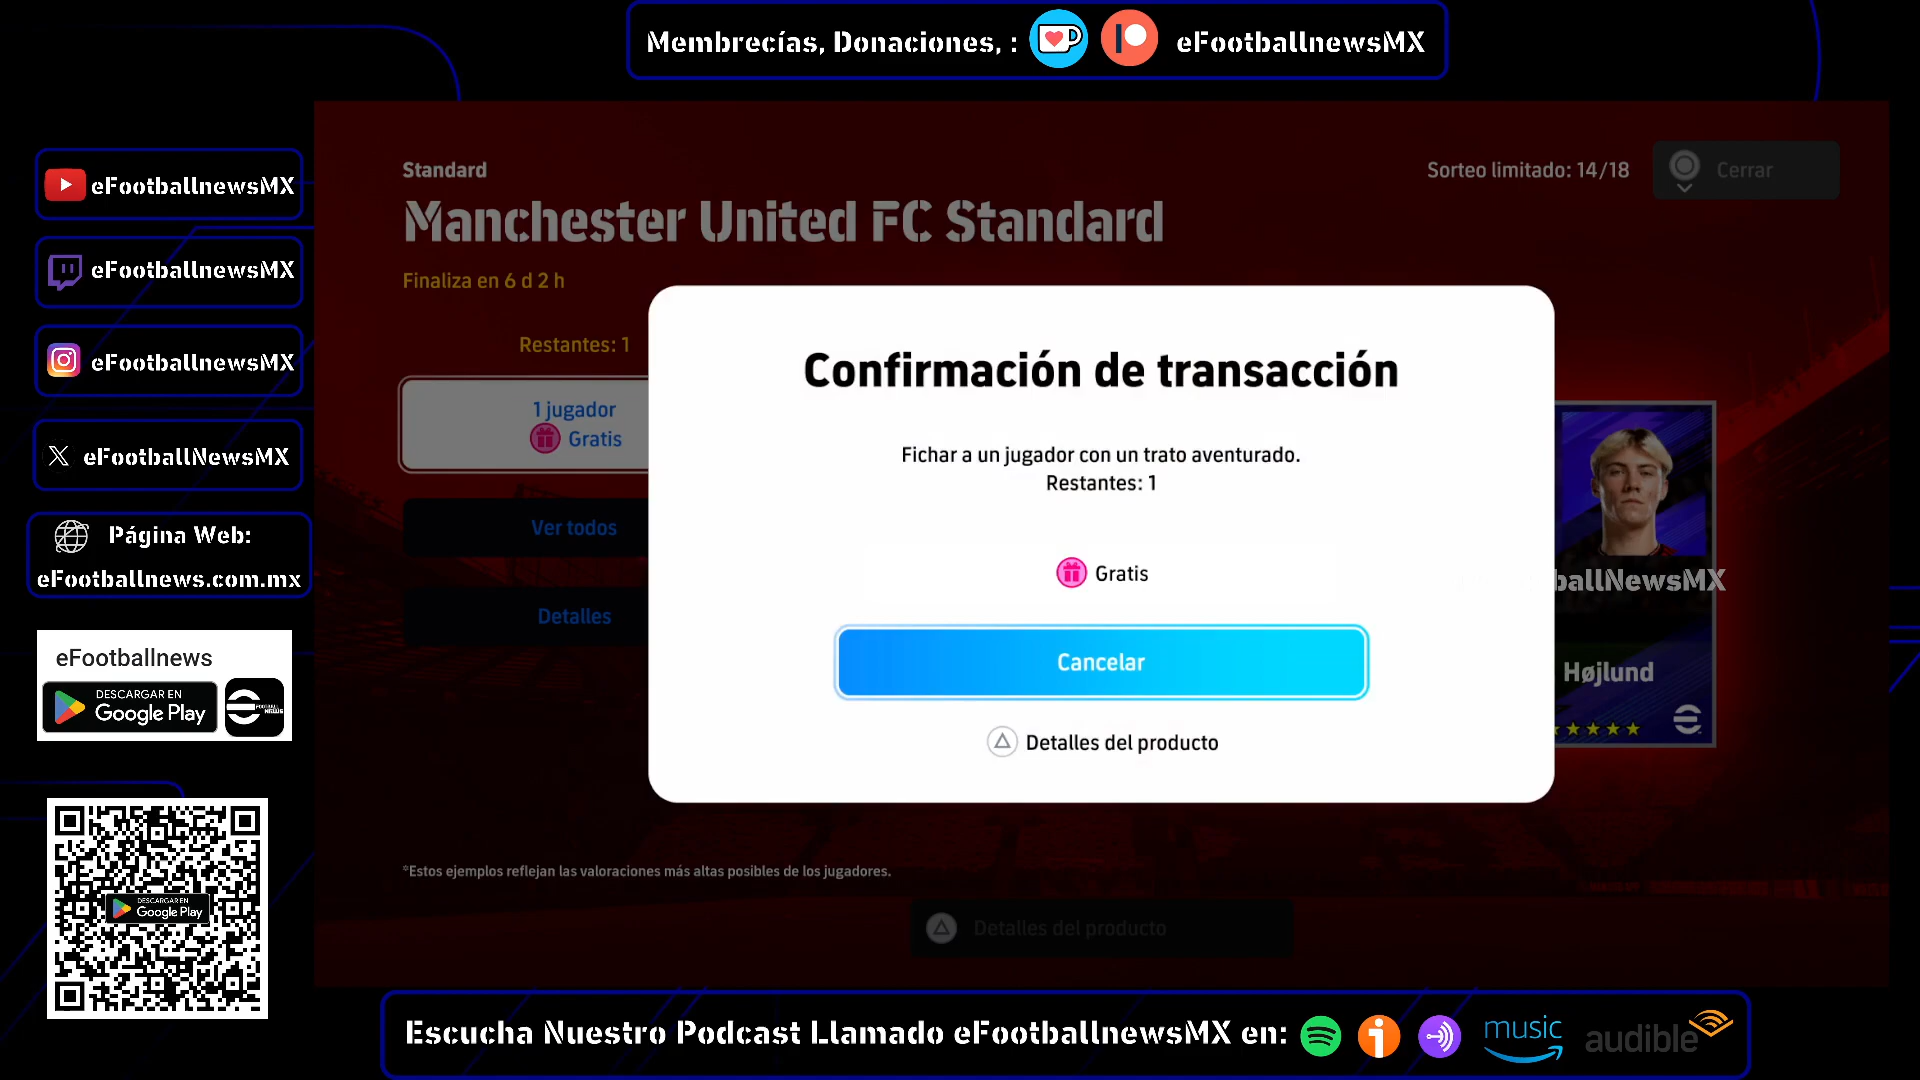 Membrecías, Donaciones, : eFootballnewsMX
eFootballnewsMX
eFootballnewsMX
eFootballnewsMX
eFootballNewsMX
Página Web:
eFootballnews.com.mx
eFootballnews
DESCARGAR EN
Google Play
DESCARGAR EN
Google Play
Standard
Manchester United FC Standard
Finaliza en 6 d 2 h
Sorteo limitado: 14/18
Cerrar
Restantes: 1
1 jugador
Gratis
Ver todos
Detalles
Confirmación de transacción
Fichar a un jugador con un trato aventurado.
Restantes: 1
Gratis
Cancelar
Detalles del producto
ballNewsMX
Højlund
*Estos ejemplos reflejan las valoraciones más altas posibles de los jugadores.
Detalles del producto
Escucha Nuestro Podcast Llamado eFootballnewsMX en:
music
audible